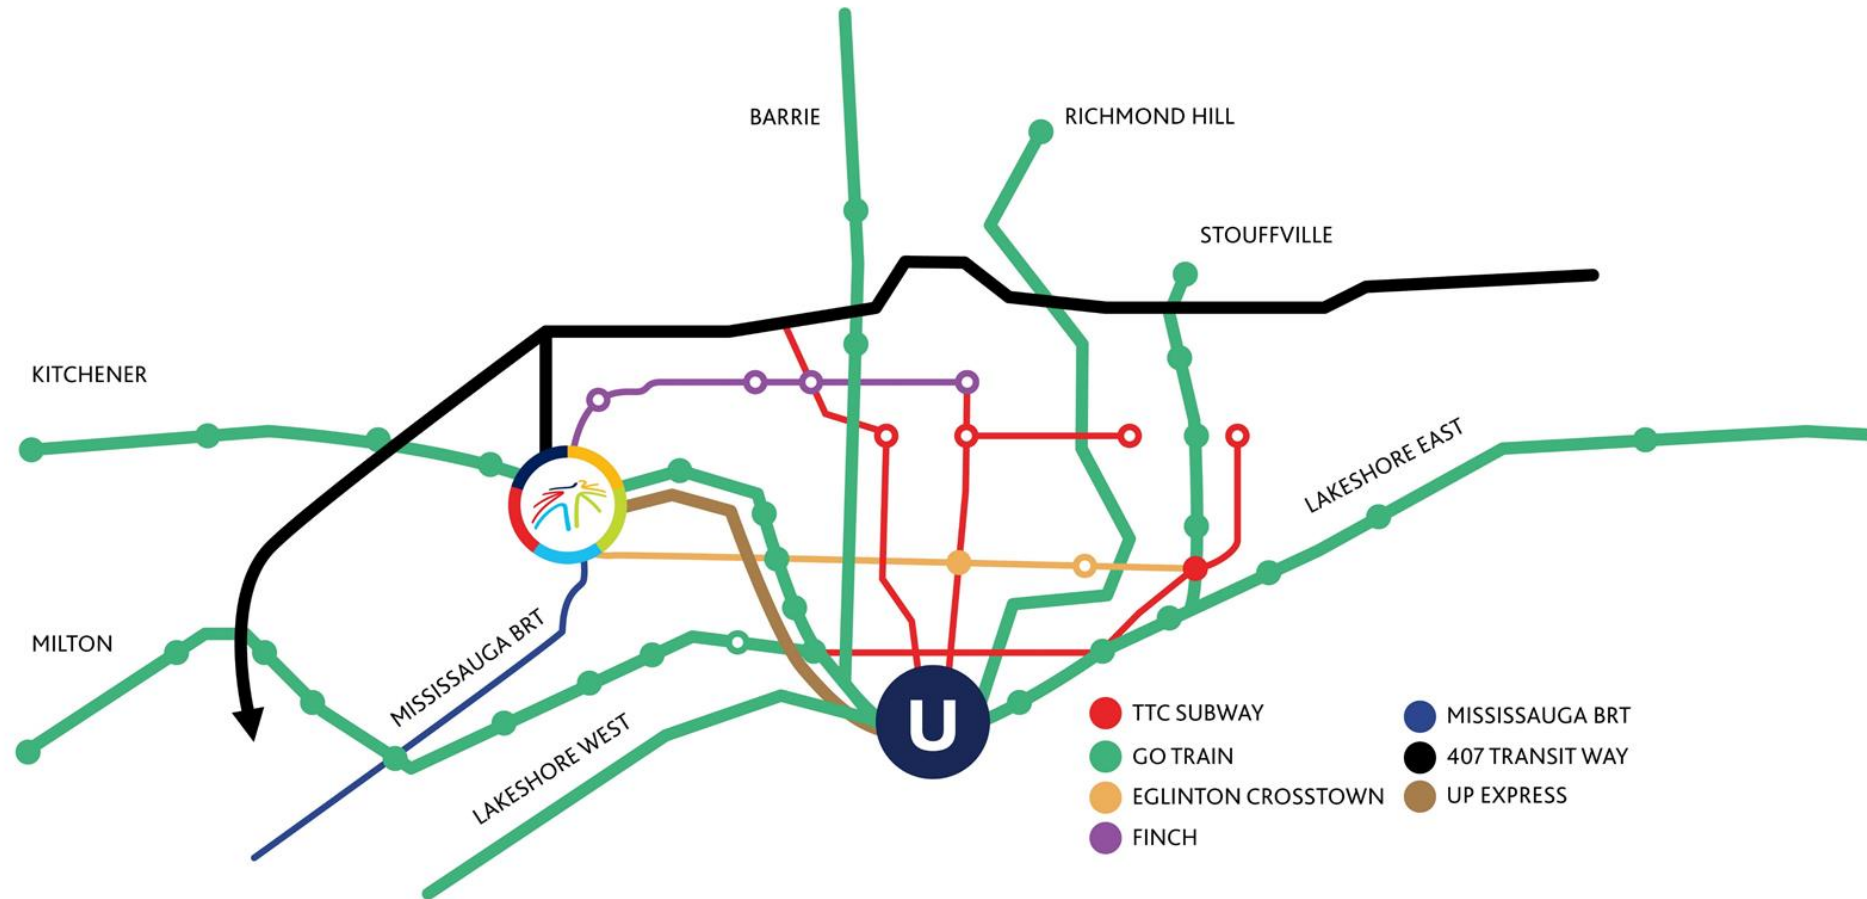 BARRIE
RICHMOND HILL
STOUFFVILLE
KITCHENER
LAKESHORE EAST
MILTON
MISSISSAUGA BRT
LAKESHORE WEST
U
TTC SUBWAY
GO TRAIN
EGLINTON CROSSTOWN
FINCH
MISSISSAUGA BRT
407 TRANSIT WAY
UP EXPRESS